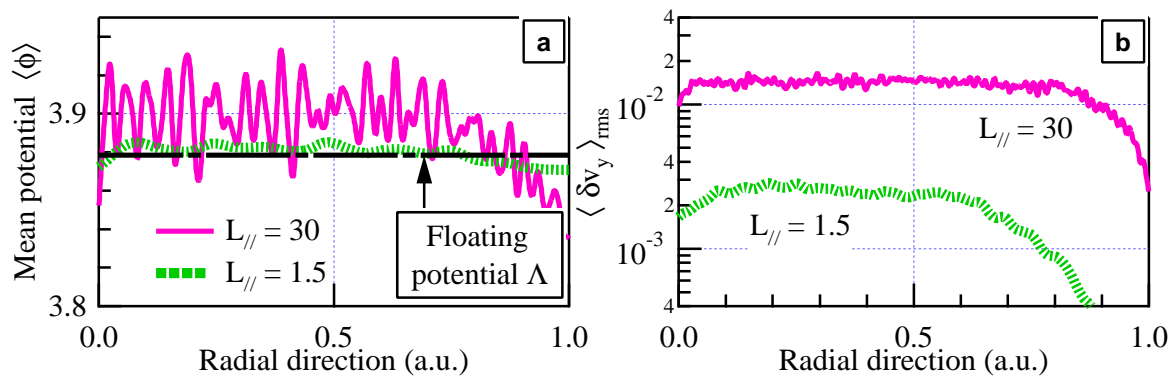 a
Mean potential ⟨ϕ⟩
3.9
3.8
L// = 30
L// = 1.5
Floating
potential Λ
0.0
0.5
1.0
Radial direction (a.u.)
b
⟨ δvy ⟩rms
4
2
10-2
4
2
10-3
4
L// = 30
L// = 1.5
0.0
0.5
1.0
Radial direction (a.u.)